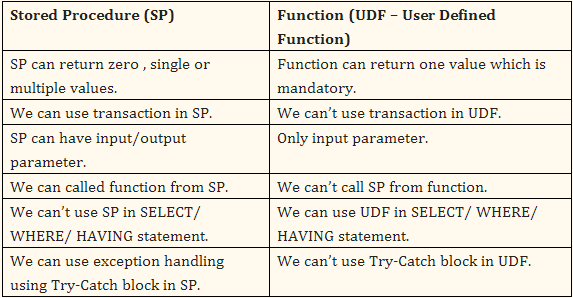 Stored Procedure (SP)
Function (UDF – User Defined
Function)
SP can return zero , single or
multiple values.
Function can return one value which is
mandatory.
We can use transaction in SP.
We can't use transaction in UDF.
SP can have input/output
parameter.
Only input parameter.
We can called function from SP.
We can't call SP from function.
We can't use SP in SELECT/
WHERE/ HAVING statement.
We can use UDF in SELECT/ WHERE/
HAVING statement.
We can use exception handling
using Try-Catch block in SP.
We can't use Try-Catch block in UDF.